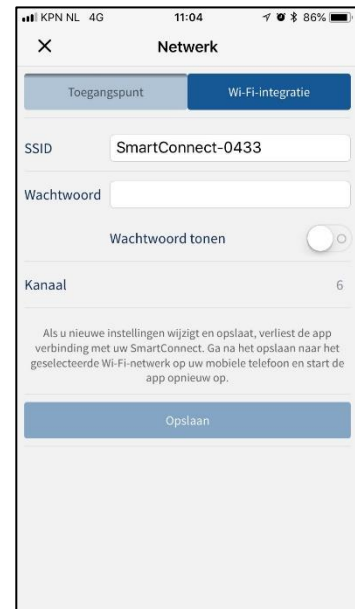 KPN NL 4G 11:04 86%
Netwerk
Toegangspunt Wi-Fi-integratie
SSID SmartConnect-0433
Wachtwoord
Wachtwoord tonen
Kanaal 6
Als u nieuwe instellingen wijzigt en opslaat, verliest de app
verbinding met uw SmartConnect. Ga na het opslaan naar het
geselecteerde Wi-Fi-netwerk op uw mobiele telefoon en start de
app opnieuw op.
Opslaan